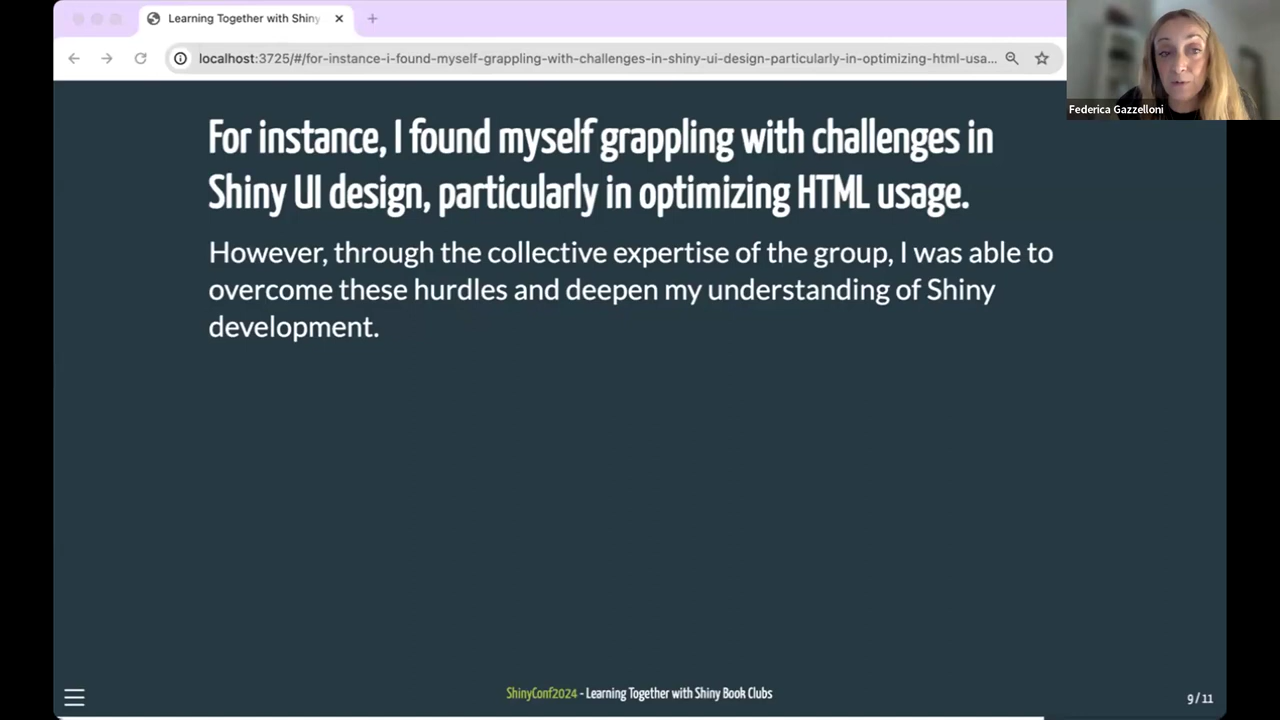 Learning Together with Shiny
localhost:3725/#/for-instance-i-found-myself-grappling-with-challenges-in-shiny-ui-design-particularly-in-optimizing-html-usa...
Federica Gazzelloni
For instance, I found myself grappling with challenges in
Shiny UI design, particularly in optimizing HTML usage.
However, through the collective expertise of the group, I was able to
overcome these hurdles and deepen my understanding of Shiny
development.
ShinyConf2024 - Learning Together with Shiny Book Clubs
9 / 11